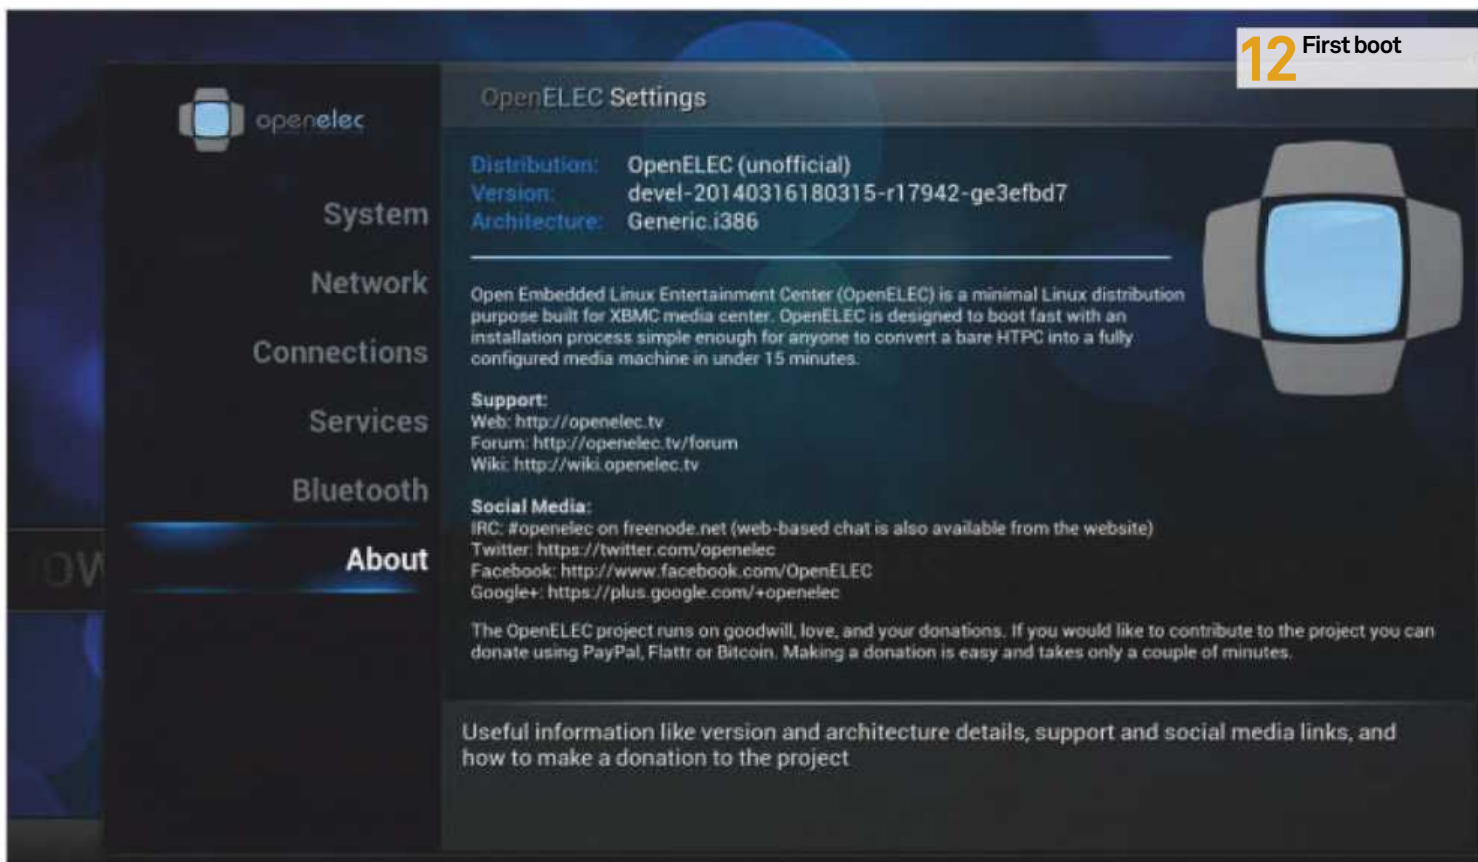 12 First boot
openelec
OpenELEC Settings
System
Network
Connections
Services
Bluetooth
About
Distribution: OpenELEC (unofficial)
Version: devel-20140316180315-r17942-ge3efbd7
Architecture: Generic.i386
Open Embedded Linux Entertainment Center (OpenELEC) is a minimal Linux distribution
purpose built for XBMC media center. OpenELEC is designed to boot fast with an
installation process simple enough for anyone to convert a bare HTPC into a fully
configured media machine in under 15 minutes.
Support:
Web: http://openelec.tv
Forum: http://openelec.tv/forum
Wiki: http://wiki.openelec.tv
Social Media:
IRC: #openelec on freenode.net (web-based chat is also available from the website)
Twitter: https://twitter.com/openelec
Facebook: http://www.facebook.com/OpenELEC
Google+: https://plus.google.com/+openelec
The OpenELEC project runs on goodwill, love, and your donations. If you would like to contribute to the project you can
donate using PayPal, Flattr or Bitcoin. Making a donation is easy and takes only a couple of minutes.
Useful information like version and architecture details, support and social media links, and
how to make a donation to the project